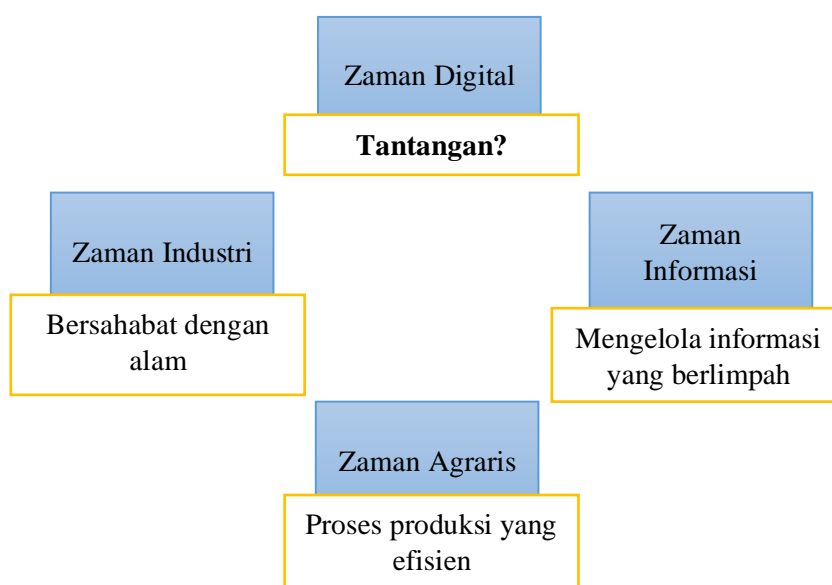 Zaman Digital
Tantangan?
Zaman Industri
Bersahabat dengan
alam
Zaman
Informasi
Mengelola informasi
yang berlimpah
Zaman Agraris
Proses produksi yang
efisien